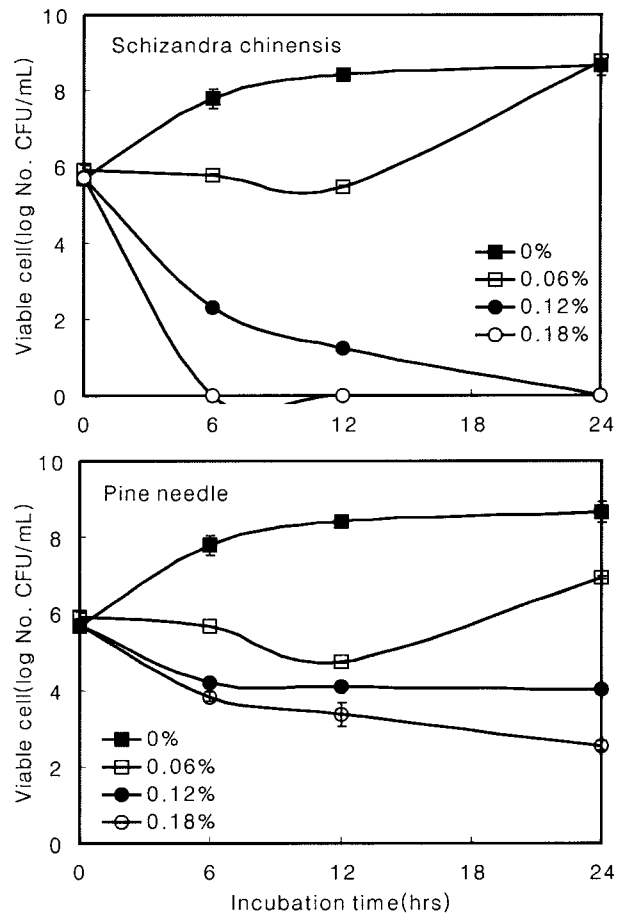 10
Schizandra chinensis
8
6
4
2
0
Viable cell(log No. CFU/mL)
0%
0.06%
0.12%
0.18%
0 6 12 18 24
10
Pine needle
8
6
4
2
0
Viable cell(log No. CFU/mL)
0%
0.06%
0.12%
0.18%
0 6 12 18 24
Incubation time(hrs)